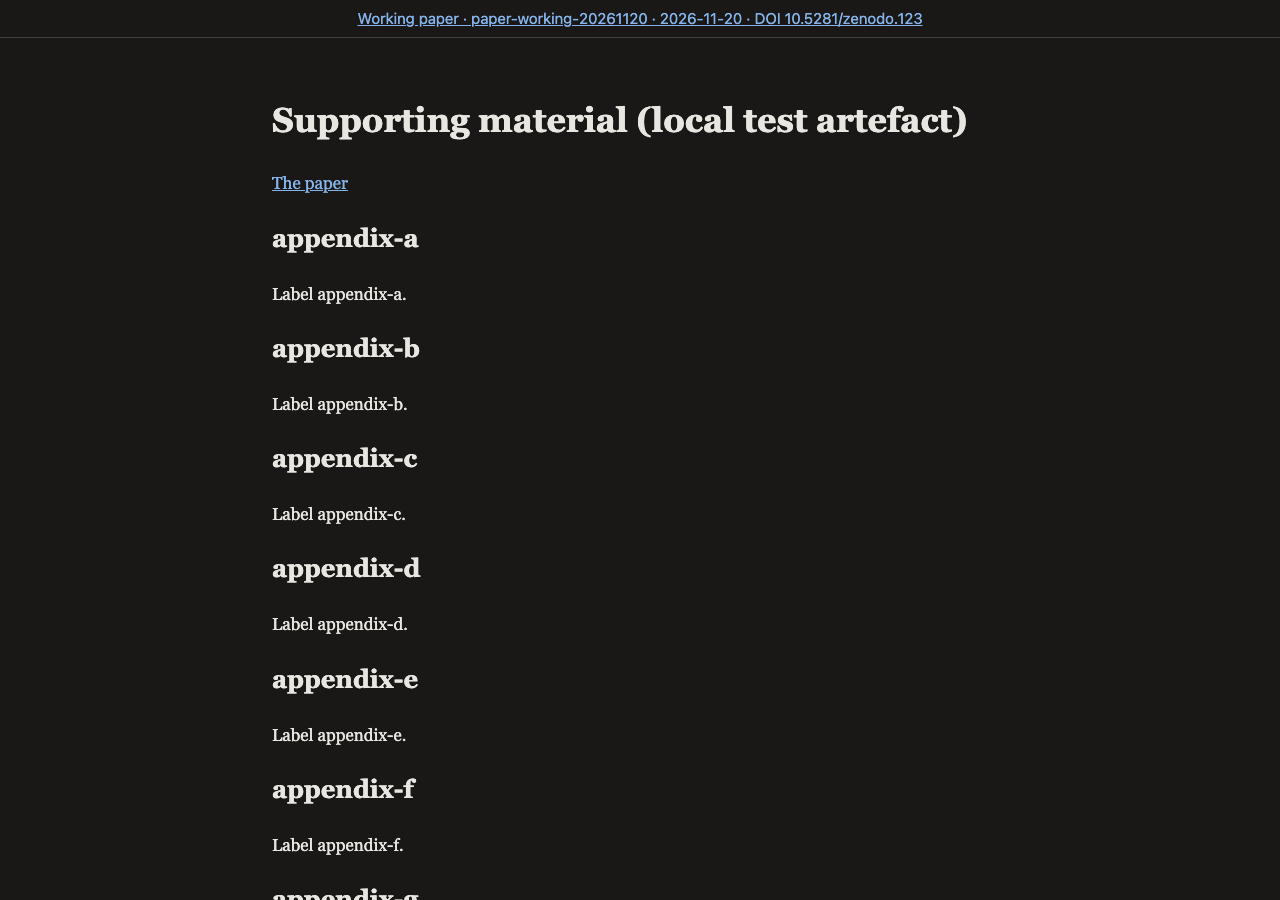 Working paper · paper-working-20261120 · 2026-11-20 · DOI 10.5281/zenodo.123
Supporting material (local test artefact)
The paper
appendix-a
Label appendix-a.
appendix-b
Label appendix-b.
appendix-c
Label appendix-c.
appendix-d
Label appendix-d.
appendix-e
Label appendix-e.
appendix-f
Label appendix-f.
appendix-g